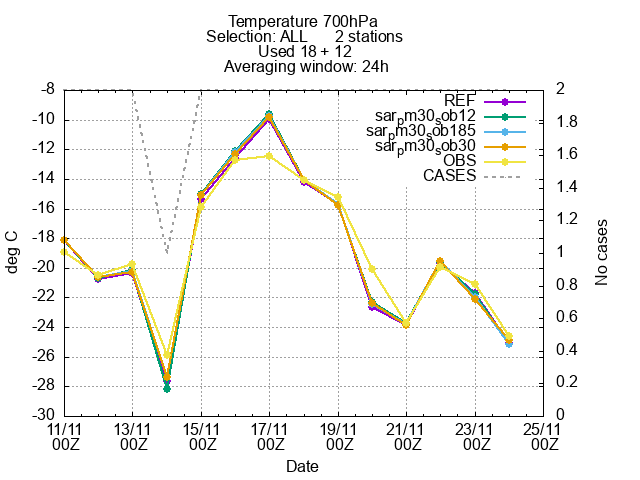 Temperature 700hPa
Selection: ALL 2 stations
Used 18 + 12
Averaging window: 24h
REF
sarpm30sob12
sarpm30sob185
sarpm30sob30
OBS
CASES
deg C
-8
-10
-12
-14
-16
-18
-20
-22
-24
-26
-28
-30
No cases
2
1.8
1.6
1.4
1.2
1
0.8
0.6
0.4
0.2
0
11/11 13/11 15/11 17/11 19/11 21/11 23/11 25/11
00Z 00Z 00Z 00Z 00Z 00Z 00Z 00Z
Date